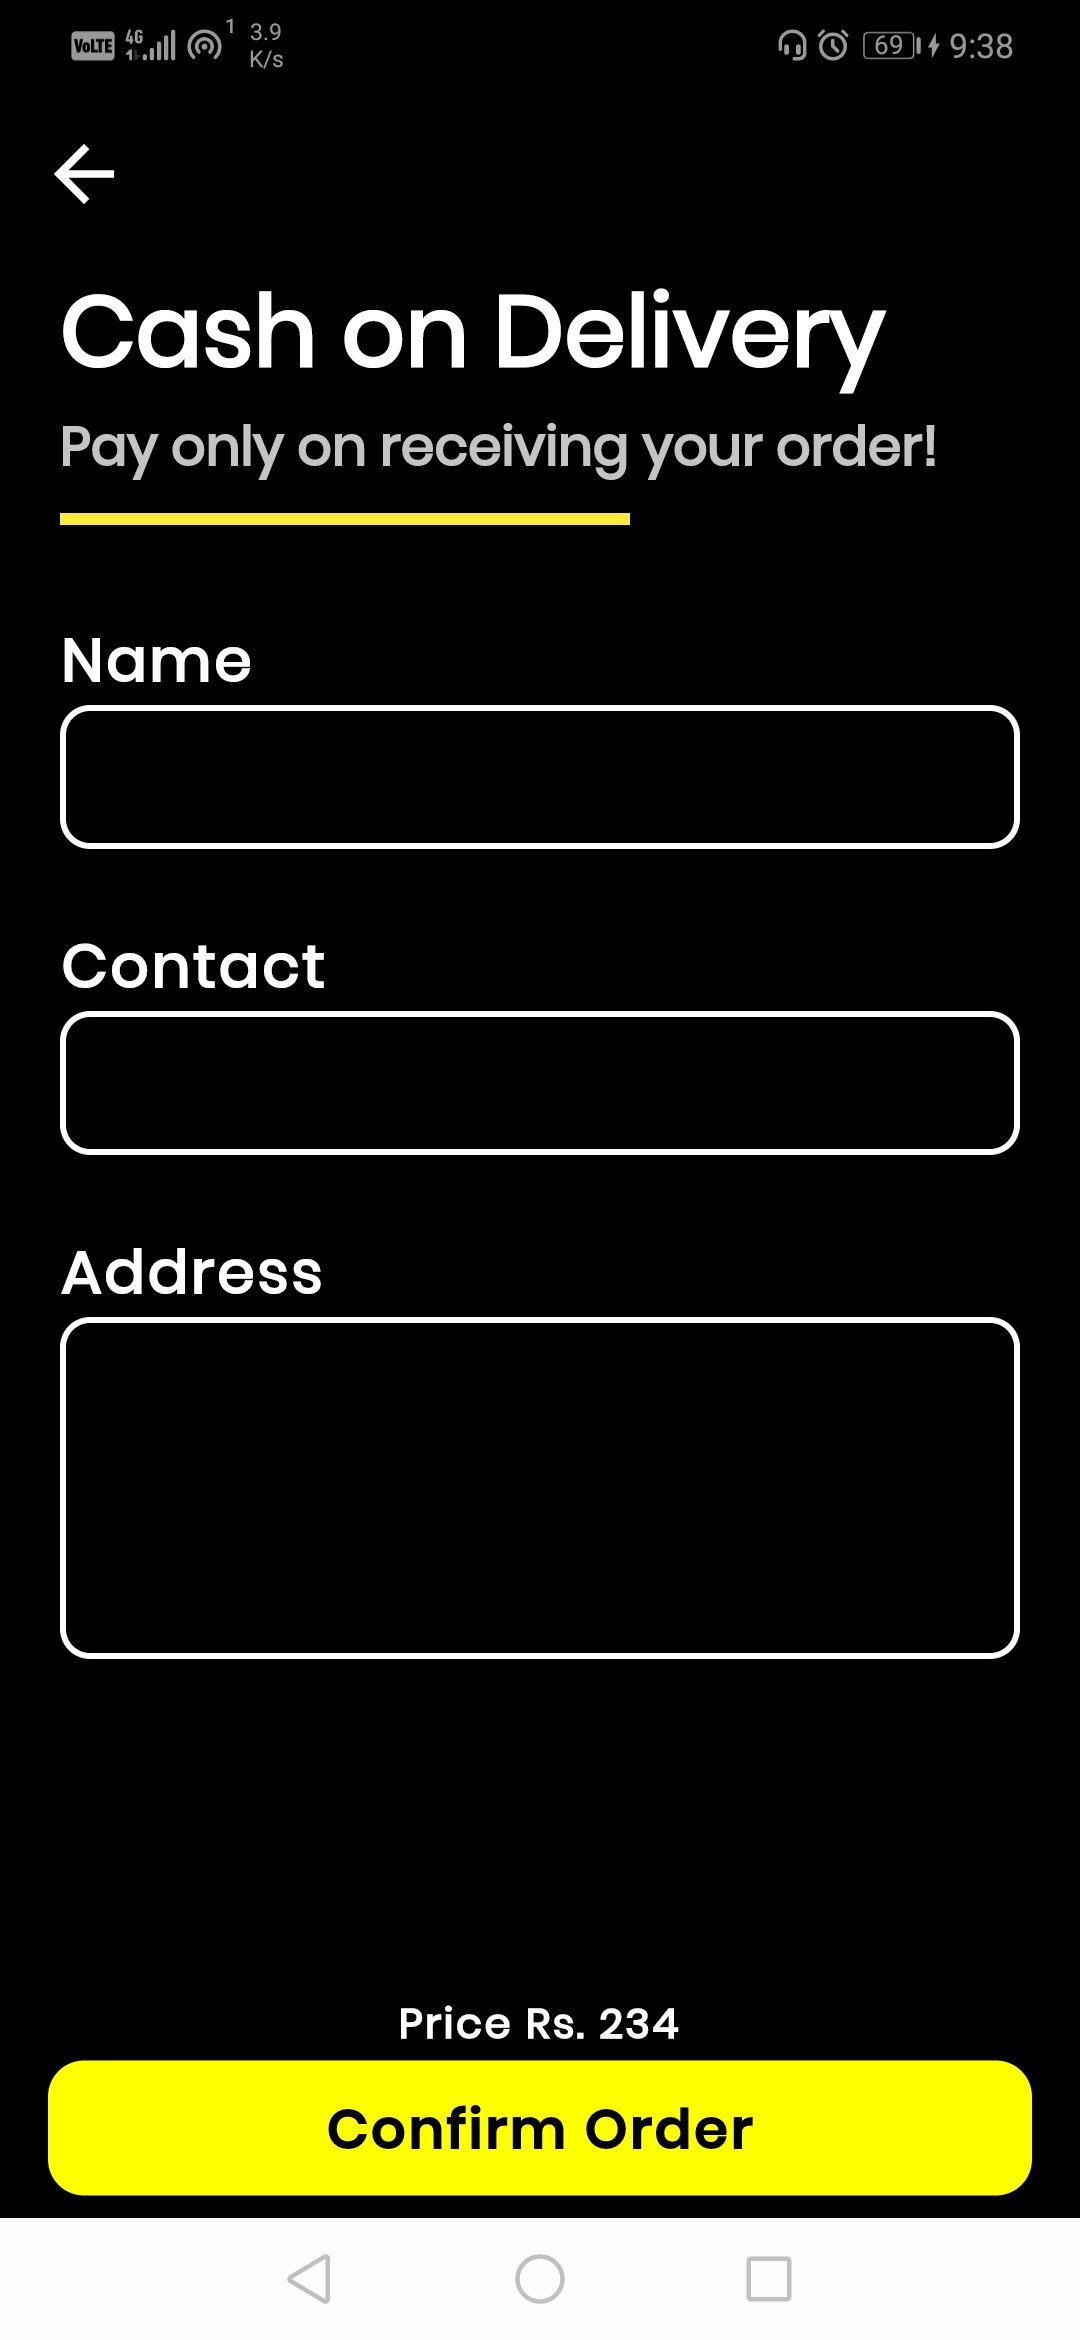 VoLTE 4G 1 1 3.9 K/s 69 9:38
Cash on Delivery
Pay only on receiving your order!
Name
Contact
Address
Price Rs. 234
Confirm Order